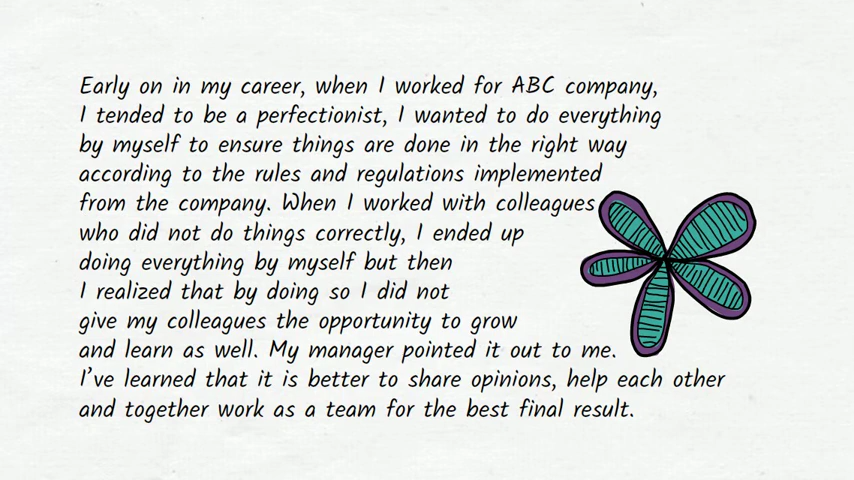 Early on in my career, when I worked for ABC company,
I tended to be a perfectionist, I wanted to do everything
by myself to ensure things are done in the right way
according to the rules and regulations implemented
from the company. When I worked with colleagues
who did not do things correctly, I ended up
doing everything by myself but then
I realized that by doing so I did not
give my colleagues the opportunity to grow
and learn as well. My manager pointed it out to me.
I've learned that it is better to share opinions, help each other
and together work as a team for the best final result.